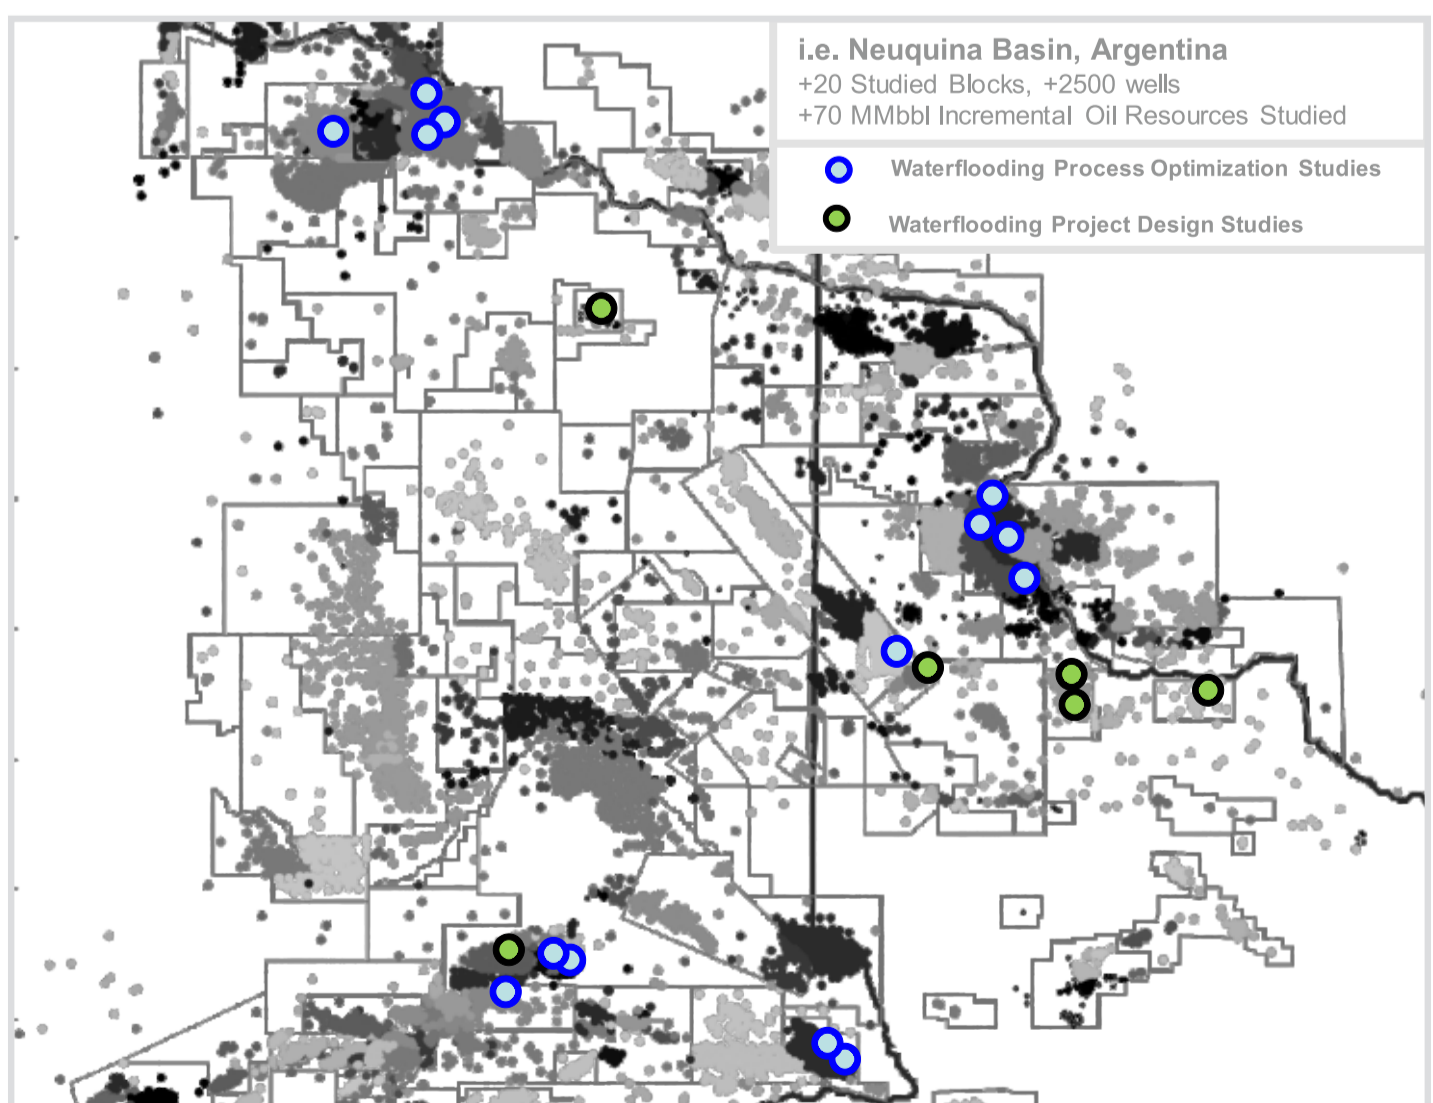 i.e. Neuquina Basin, Argentina
+20 Studied Blocks, +2500 wells
+70 MMbbl Incremental Oil Resources Studied
Waterflooding Process Optimization Studies
Waterflooding Project Design Studies